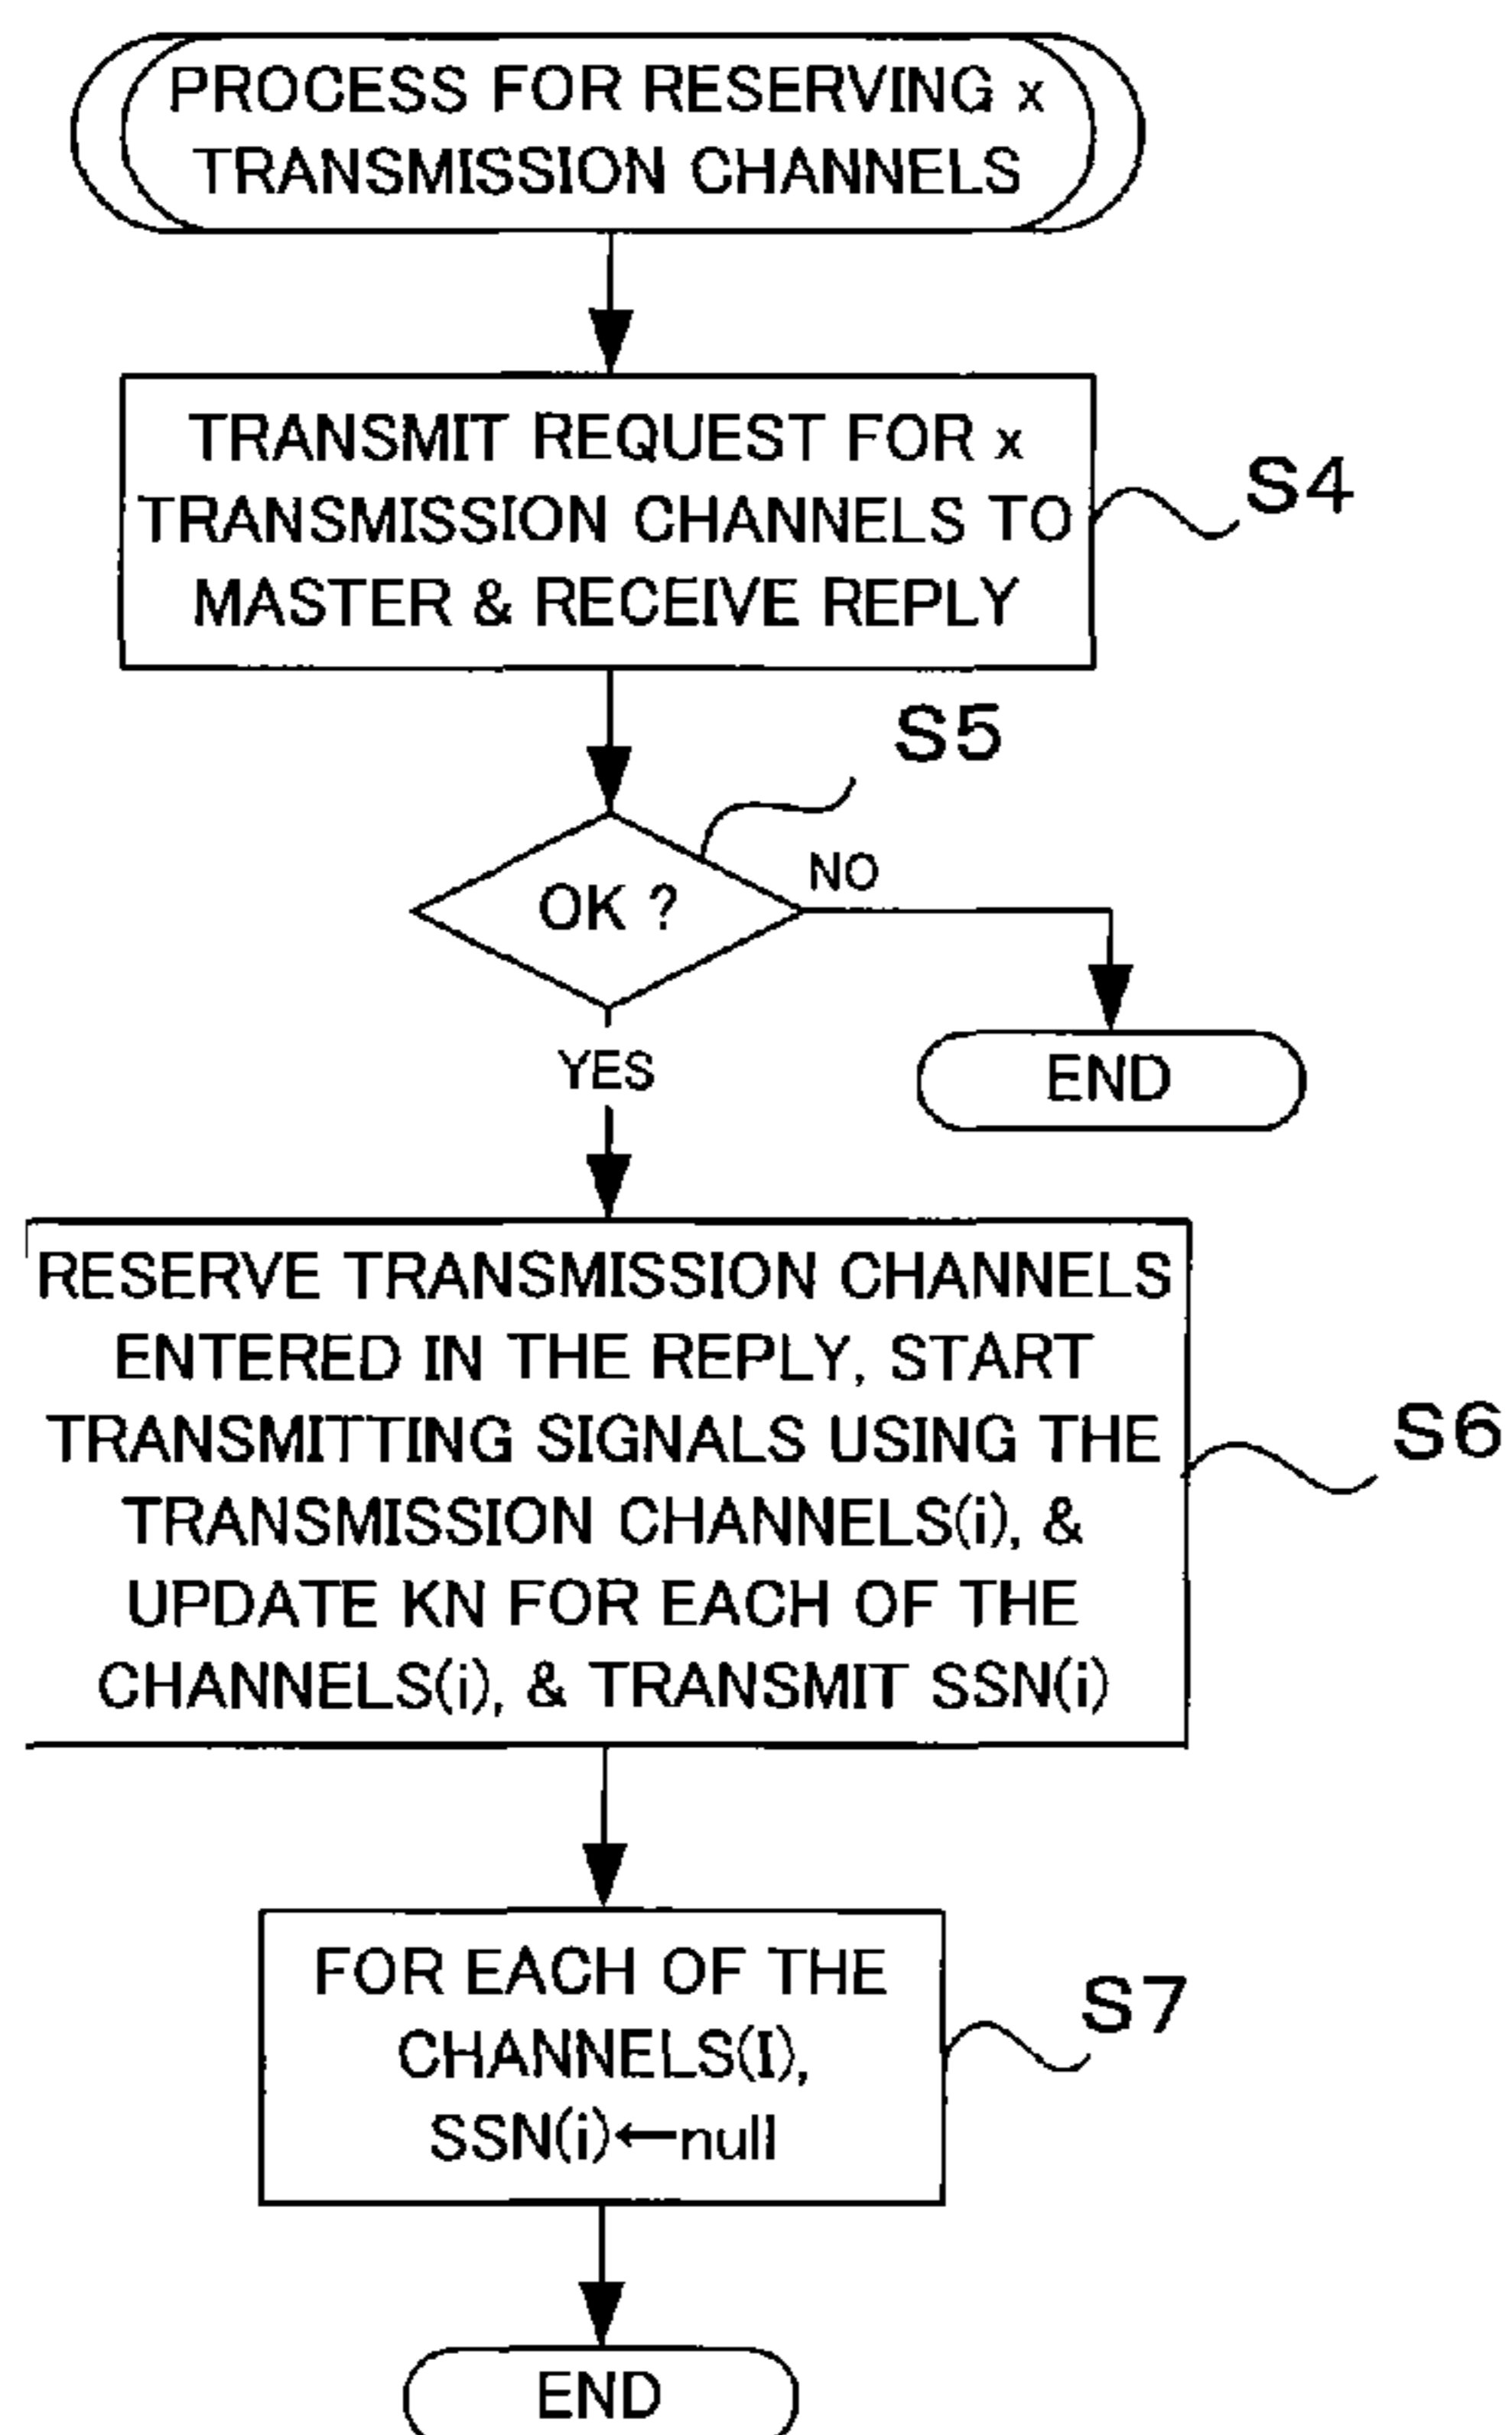 PROCESS FOR RESERVING x
TRANSMISSION CHANNELS
TRANSMIT REQUEST FOR x
TRANSMISSION CHANNELS TO
MASTER & RECEIVE REPLY
S4
S5
OK ?
NO
YES
END
RESERVE TRANSMISSION CHANNELS
ENTERED IN THE REPLY, START
TRANSMITTING SIGNALS USING THE
TRANSMISSION CHANNELS(i), &
UPDATE KN FOR EACH OF THE
CHANNELS(i), & TRANSMIT SSN(i)
S6
FOR EACH OF THE
CHANNELS(I),
SSN(i)←null
S7
END